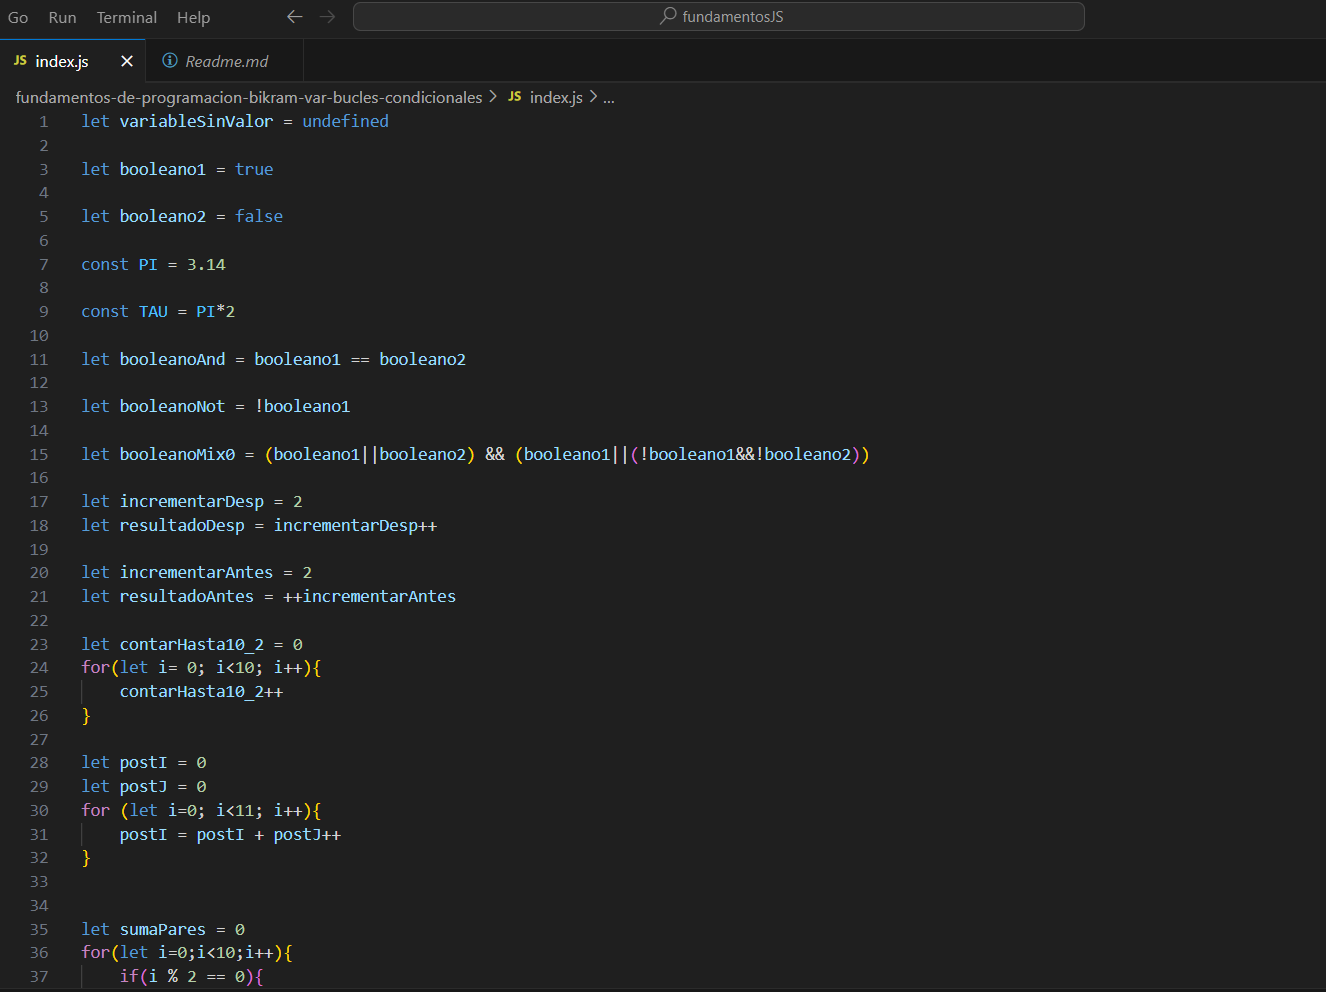 Go Run Terminal Help fundamentosJS
JS index.js Readme.md
fundamentos-de-programacion-bikram-var-bucles-condicionales > JS index.js > ...
1 let variableSinValor = undefined
2
3 let booleano1 = true
4
5 let booleano2 = false
6
7 const PI = 3.14
8
9 const TAU = PI*2
10
11 let booleanoAnd = booleano1 == booleano2
12
13 let booleanoNot = !booleano1
14
15 let booleanoMix0 = (booleano1||booleano2) && (booleano1||(!booleano1&&!booleano2))
16
17 let incrementarDesp = 2
18 let resultadoDesp = incrementarDesp++
19
20 let incrementarAntes = 2
21 let resultadoAntes = ++incrementarAntes
22
23 let contarHasta10_2 = 0
24 for(let i= 0; i<10; i++){
25 contarHasta10_2++
26 }
27
28 let postI = 0
29 let postJ = 0
30 for (let i=0; i<11; i++){
31 postI = postI + postJ++
32 }
33
34
35 let sumaPares = 0
36 for(let i=0;i<10;i++){
37 if(i % 2 == 0){